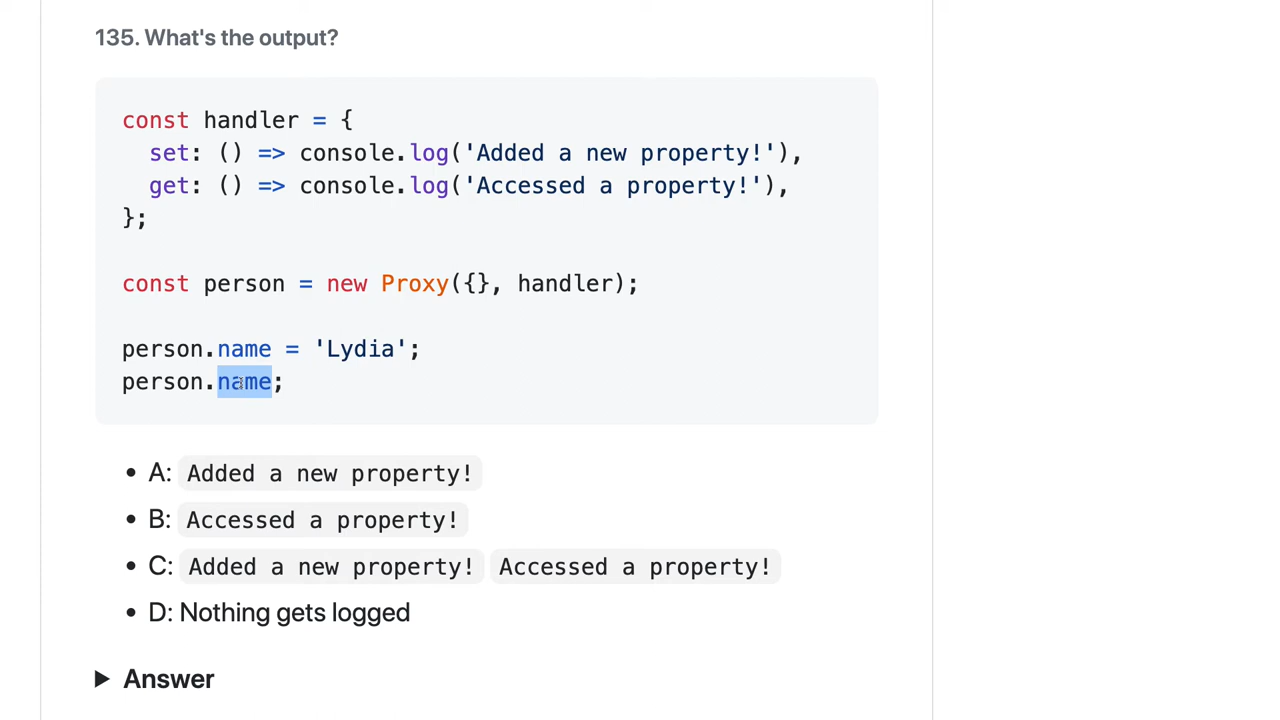 135. What's the output?
const handler = {
  set: () => console.log('Added a new property!'),
  get: () => console.log('Accessed a property!'),
};
const person = new Proxy({}, handler);
person.name = 'Lydia';
person.name;
• A: Added a new property!
• B: Accessed a property!
• C: Added a new property! Accessed a property!
• D: Nothing gets logged
Answer